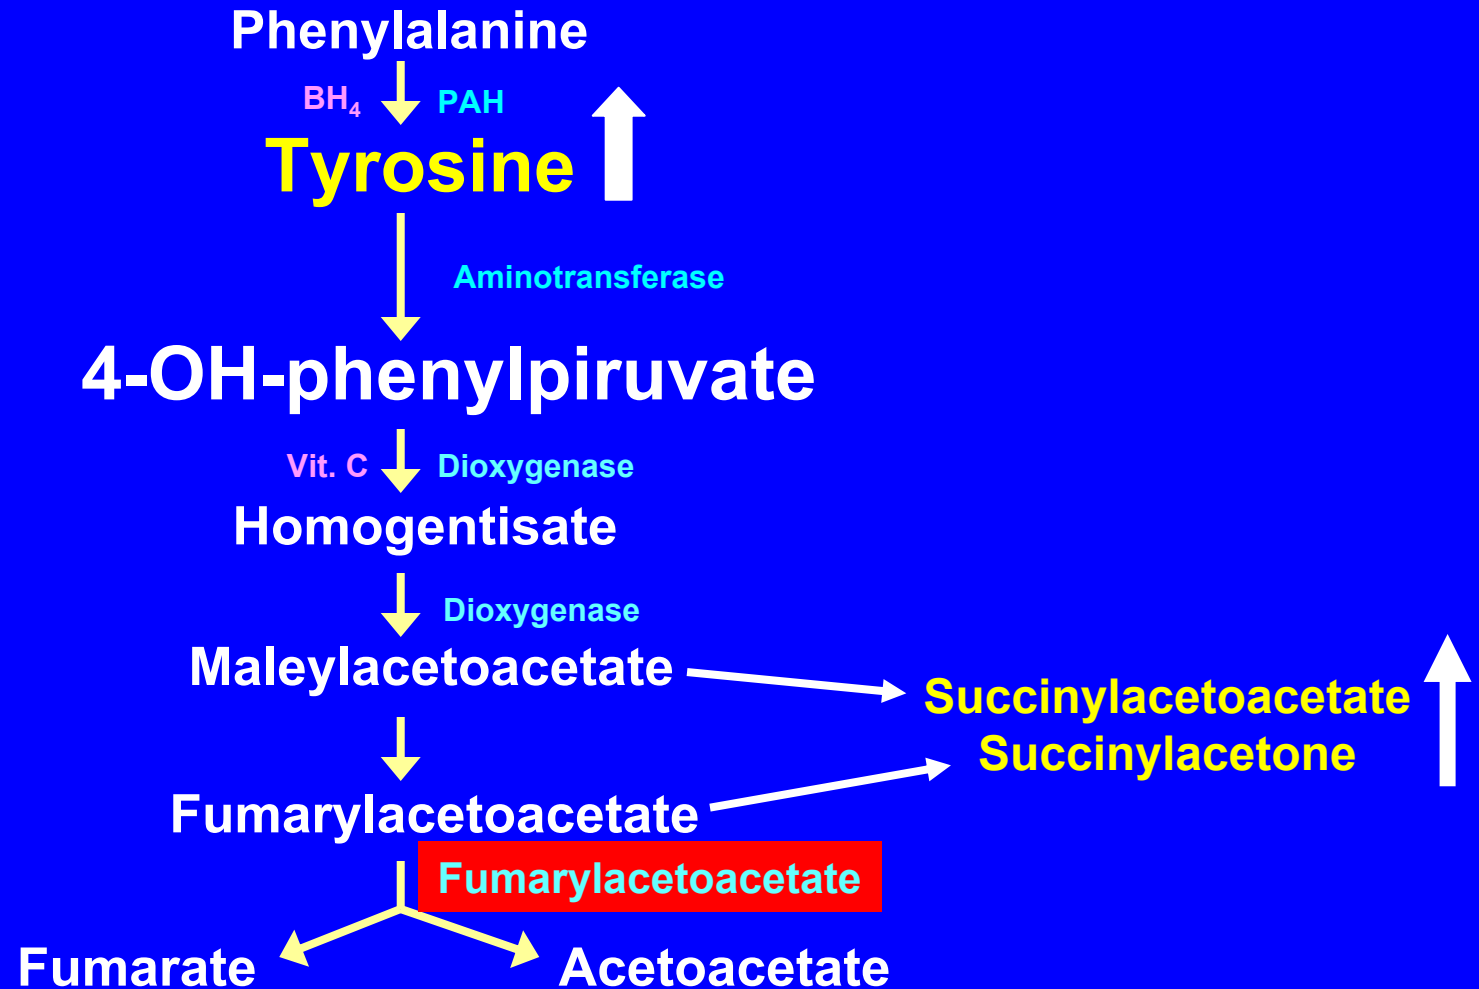 Phenylalanine
BH₄ PAH
Tyrosine
Aminotransferase
4-OH-phenylpiruvate
Vit. C Dioxygenase
Homogentisate
Dioxygenase
Maleylacetoacetate
Succinylacetoacetate
Succinylacetone
Fumarylacetoacetate
Fumarylacetoacetate
Fumarate Acetoacetate